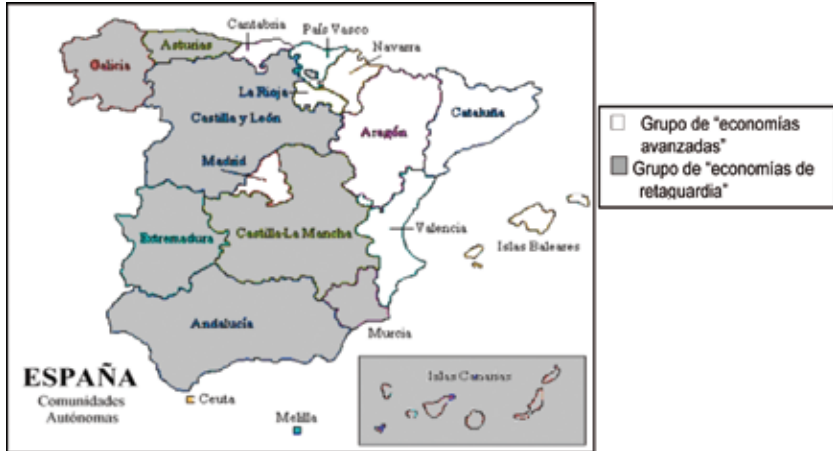 Cantabria
País Vasco
Asturias
Navarra
Galicia
La Rioja
Castilla y León
Cataluña
Aragón
Madrid
Valencia
Islas Baleares
Extremadura
Castilla-La Mancha
Andalucía
Murcia
ESPAÑA
Comunidades
Autónomas
Ceuta
Melilla
Islas Canarias
Grupo de “economías
avanzadas”
Grupo de “economías de
retaguardia”